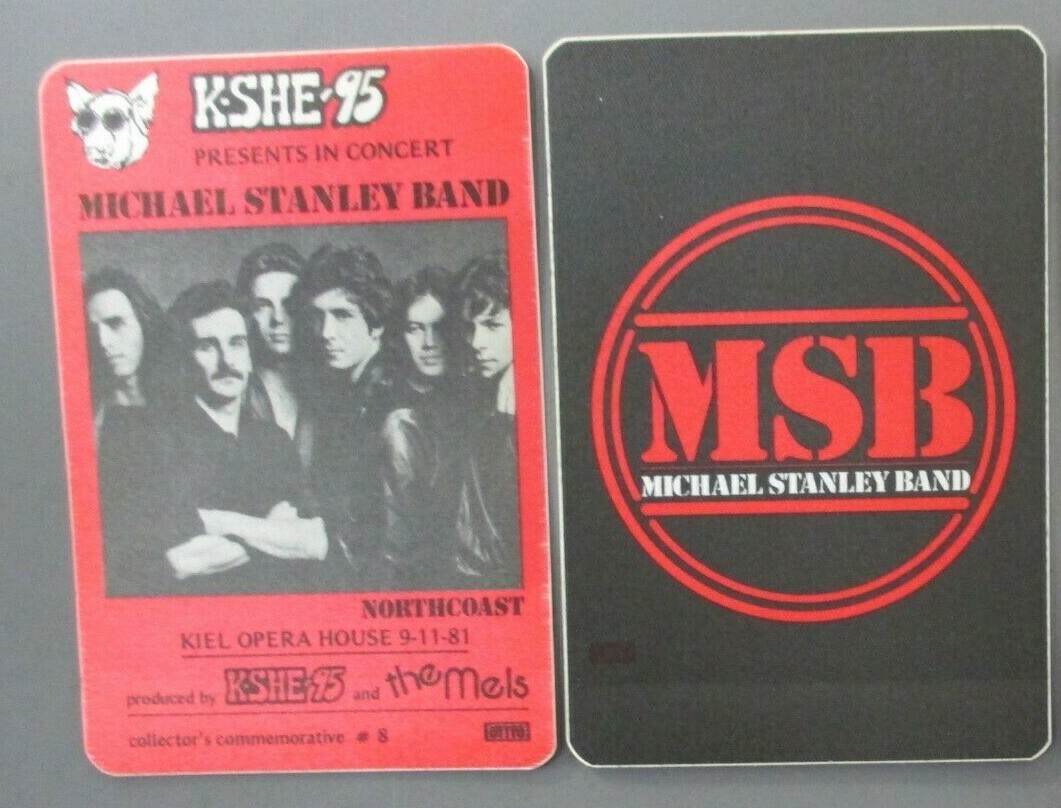 K-SHE-95
PRESENTS IN CONCERT
MICHAEL STANLEY BAND
NORTHCOAST
KIEL OPERA HOUSE 9-11-81
produced by K-SHE-95 and the Mels
collector's commemorative # 8
OTTO
MSB
MICHAEL STANLEY BAND